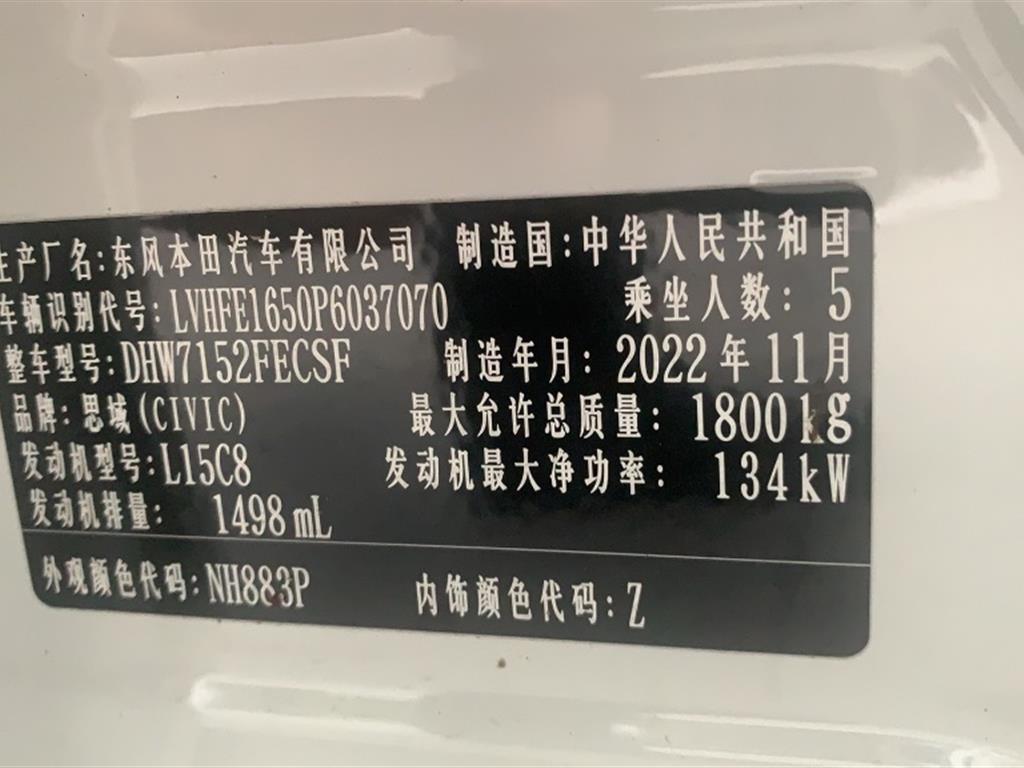 生产厂名:东风本田汽车有限公司 制造国:中华人民共和国
车辆识别代号:LVHFE1650P6037070 乘坐人数: 5
整车型号:DHW7152FECSF 制造年月: 2022年11月
品牌: 思域(CIVIC) 最大允许总质量: 1800kg
发动机型号:L15C8 发动机最大净功率: 134kW
发动机排量: 1498mL
外观颜色代码:NH883P 内饰颜色代码:Z